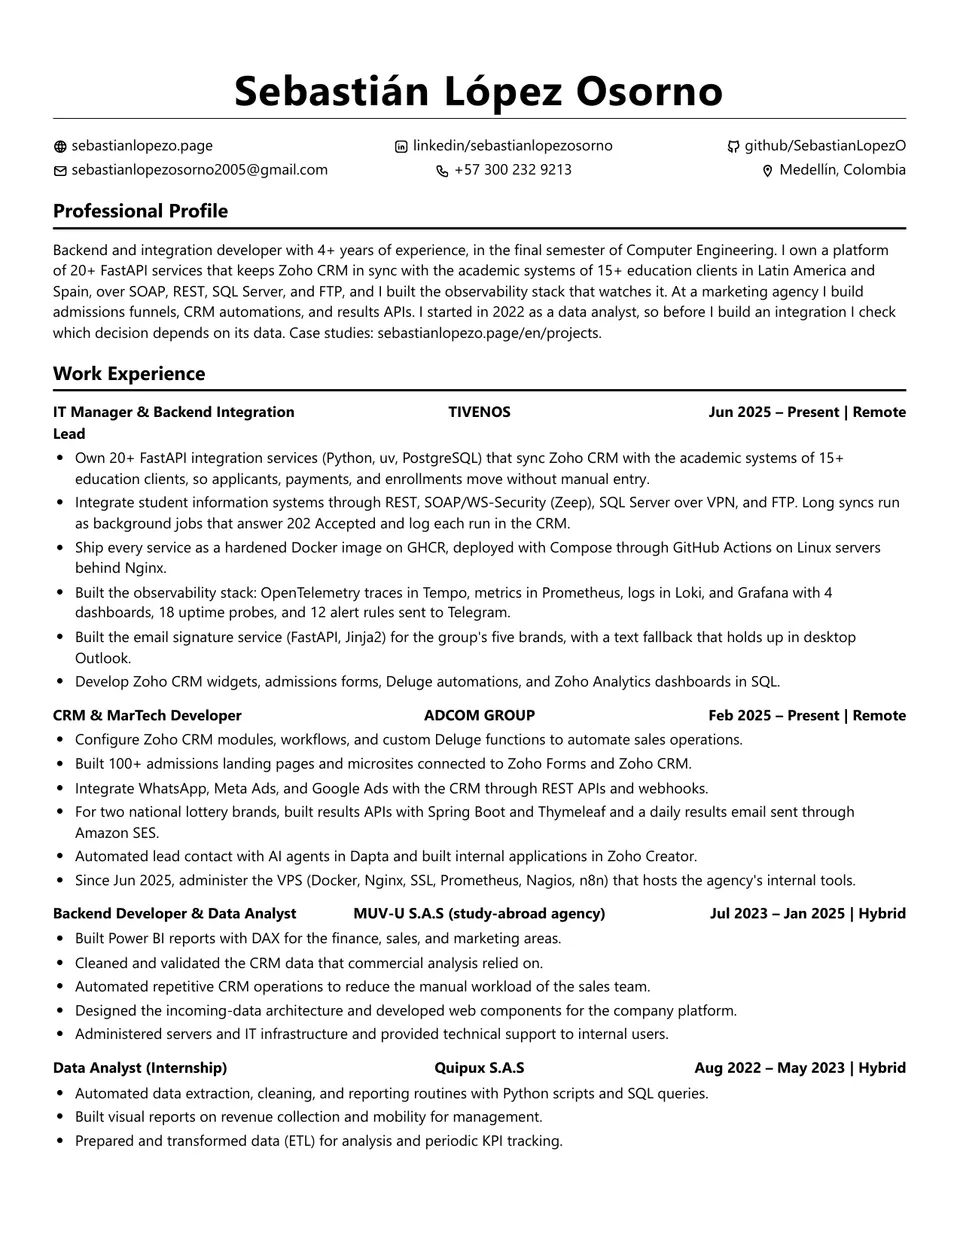 Sebastián López Osorno
sebastianlopezo.page linkedin/sebastianlopezosorno github/SebastianLopezO
sebastianlopezosorno2005@gmail.com +57 300 232 9213 Medellín, Colombia
Professional Profile
Backend and integration developer with 4+ years of experience, in the final semester of Computer Engineering. I own a platform
of 20+ FastAPI services that keeps Zoho CRM in sync with the academic systems of 15+ education clients in Latin America and
Spain, over SOAP, REST, SQL Server, and FTP, and I built the observability stack that watches it. At a marketing agency I build
admissions funnels, CRM automations, and results APIs. I started in 2022 as a data analyst, so before I build an integration I check
which decision depends on its data. Case studies: sebastianlopezo.page/en/projects.
Work Experience
IT Manager & Backend Integration TIVENOS Jun 2025 – Present | Remote
Lead
• Own 20+ FastAPI integration services (Python, uv, PostgreSQL) that sync Zoho CRM with the academic systems of 15+
education clients, so applicants, payments, and enrollments move without manual entry.
• Integrate student information systems through REST, SOAP/WS-Security (Zeep), SQL Server over VPN, and FTP. Long syncs run
as background jobs that answer 202 Accepted and log each run in the CRM.
• Ship every service as a hardened Docker image on GHCR, deployed with Compose through GitHub Actions on Linux servers
behind Nginx.
• Built the observability stack: OpenTelemetry traces in Tempo, metrics in Prometheus, logs in Loki, and Grafana with 4
dashboards, 18 uptime probes, and 12 alert rules sent to Telegram.
• Built the email signature service (FastAPI, Jinja2) for the group's five brands, with a text fallback that holds up in desktop
Outlook.
• Develop Zoho CRM widgets, admissions forms, Deluge automations, and Zoho Analytics dashboards in SQL.
CRM & MarTech Developer ADCOM GROUP Feb 2025 – Present | Remote
• Configure Zoho CRM modules, workflows, and custom Deluge functions to automate sales operations.
• Built 100+ admissions landing pages and microsites connected to Zoho Forms and Zoho CRM.
• Integrate WhatsApp, Meta Ads, and Google Ads with the CRM through REST APIs and webhooks.
• For two national lottery brands, built results APIs with Spring Boot and Thymeleaf and a daily results email sent through
Amazon SES.
• Automated lead contact with AI agents in Dapta and built internal applications in Zoho Creator.
• Since Jun 2025, administer the VPS (Docker, Nginx, SSL, Prometheus, Nagios, n8n) that hosts the agency's internal tools.
Backend Developer & Data Analyst MUV-U S.A.S (study-abroad agency) Jul 2023 – Jan 2025 | Hybrid
• Built Power BI reports with DAX for the finance, sales, and marketing areas.
• Cleaned and validated the CRM data that commercial analysis relied on.
• Automated repetitive CRM operations to reduce the manual workload of the sales team.
• Designed the incoming-data architecture and developed web components for the company platform.
• Administered servers and IT infrastructure and provided technical support to internal users.
Data Analyst (Internship) Quipux S.A.S Aug 2022 – May 2023 | Hybrid
• Automated data extraction, cleaning, and reporting routines with Python scripts and SQL queries.
• Built visual reports on revenue collection and mobility for management.
• Prepared and transformed data (ETL) for analysis and periodic KPI tracking.